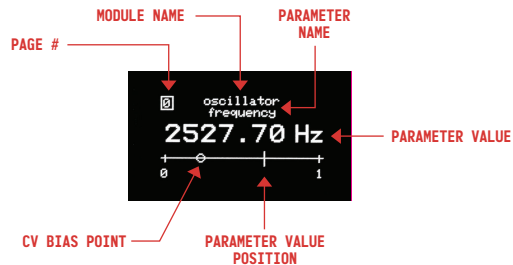 MODULE NAME
PARAMETER
NAME
PAGE #
0
oscillator
frequency
2527.70 Hz
PARAMETER VALUE
0
1
CV BIAS POINT
PARAMETER VALUE
POSITION